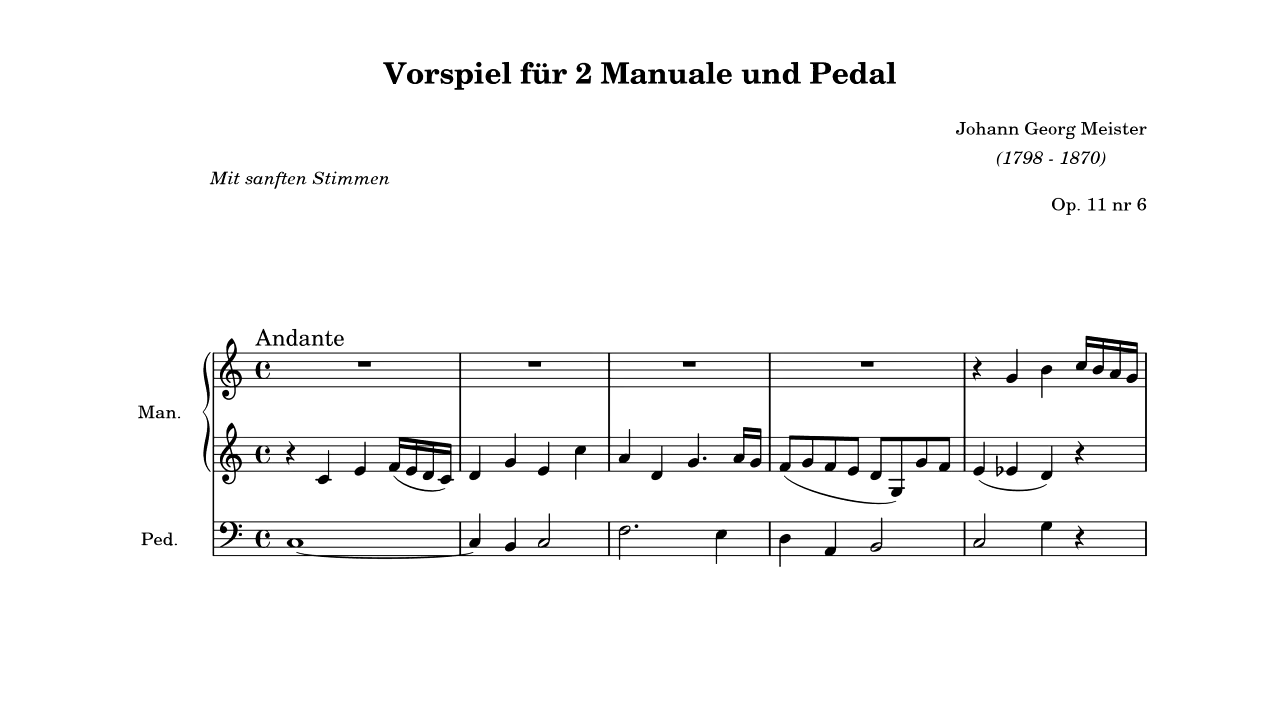 Vorspiel für 2 Manuale und Pedal
Johann Georg Meister
(1798 - 1870)
Mit sanften Stimmen
Op. 11 nr 6
Andante
Man.
Ped.